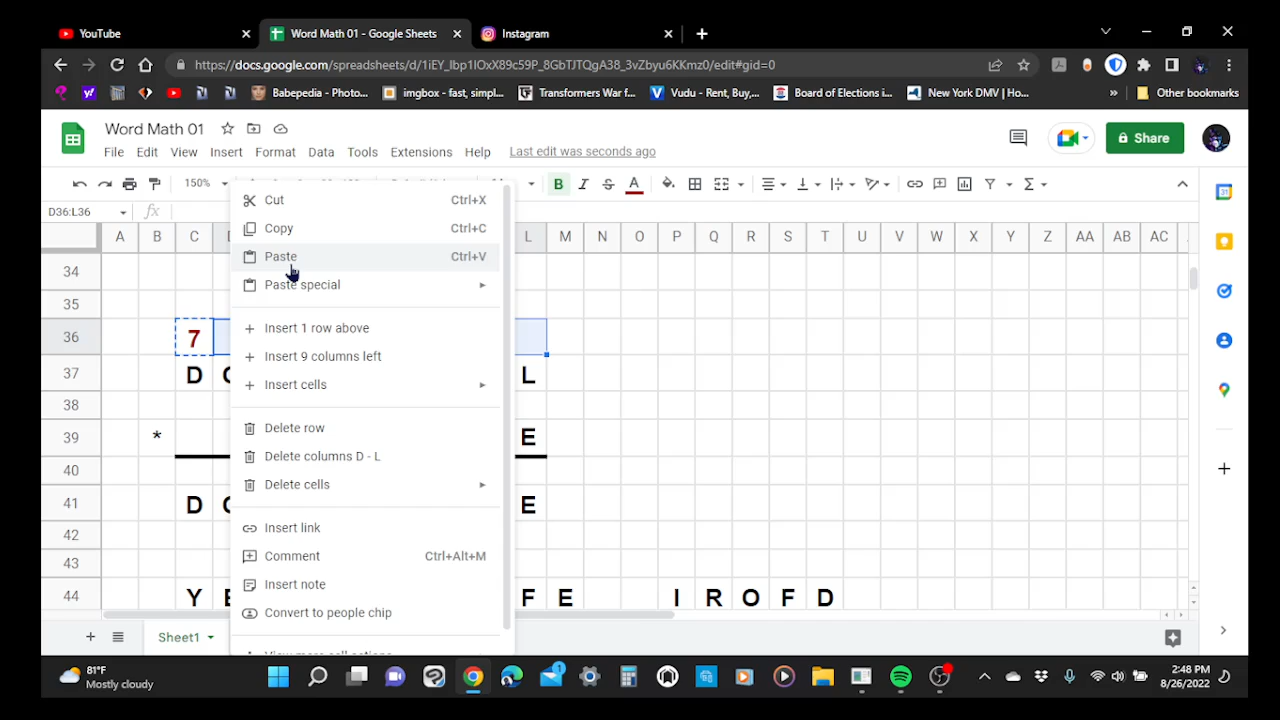 YouTube
Word Math 01 - Google Sheets
Instagram
https://docs.google.com/spreadsheets/d/1iEY_lbp1IOxX89c59P_8GbTJTQgA38_3vZbyu6KKmz0/edit#gid=0
Babepedia - Photo...
imgbox - fast, simpl...
Transformers War f...
Vudu - Rent, Buy,...
Board of Elections i...
New York DMV | Ho...
»
Other bookmarks
Word Math 01
File Edit View Insert Format Data Tools Extensions Help Last edit was seconds ago
Share
150%
B I S A Σ
D36:L36 fx
A B C D L M N O P Q R S T U V W X Y Z AA AB AC
Cut Ctrl+X
Copy Ctrl+C
Paste Ctrl+V
Paste special
Insert 1 row above
Insert 9 columns left
Insert cells
Delete row
Delete columns D - L
Delete cells
Insert link
Comment Ctrl+Alt+M
Insert note
Convert to people chip
34
35
36 7
37 D L
38
39 * E
40
41 D E
42
43
44 Y E F E I R O F D
Sheet1
81°F
Mostly cloudy
2:48 PM
8/26/2022